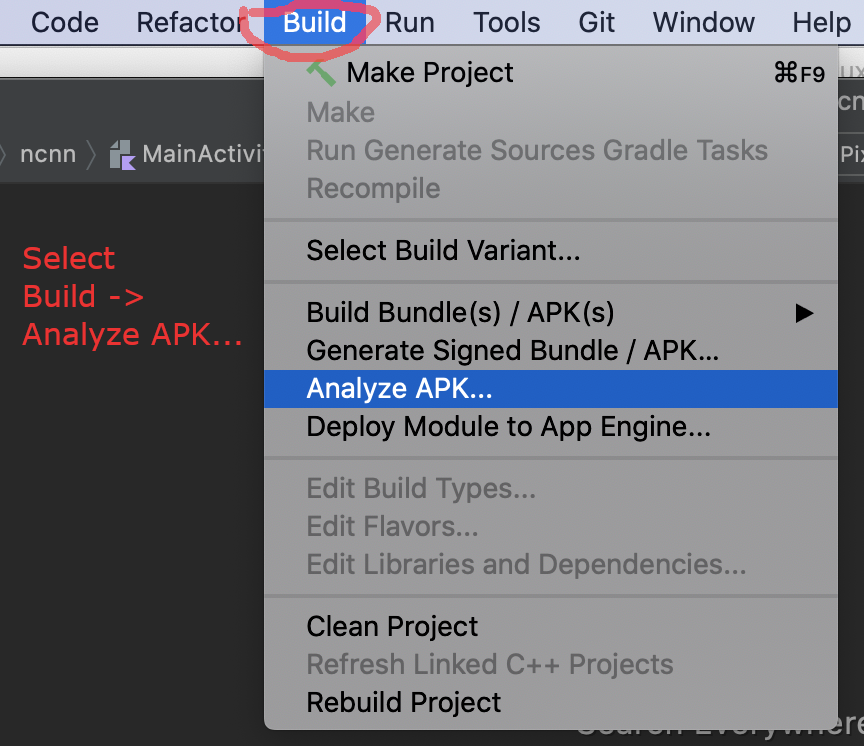 Code Refactor Build Run Tools Git Window Help
Make Project ⌘F9
Make
ncnn MainActivi
Run Generate Sources Gradle Tasks
Recompile
Select
Build ->
Analyze APK...
Select Build Variant...
Build Bundle(s) / APK(s)
Generate Signed Bundle / APK...
Analyze APK...
Deploy Module to App Engine...
Edit Build Types...
Edit Flavors...
Edit Libraries and Dependencies...
Clean Project
Refresh Linked C++ Projects
Rebuild Project